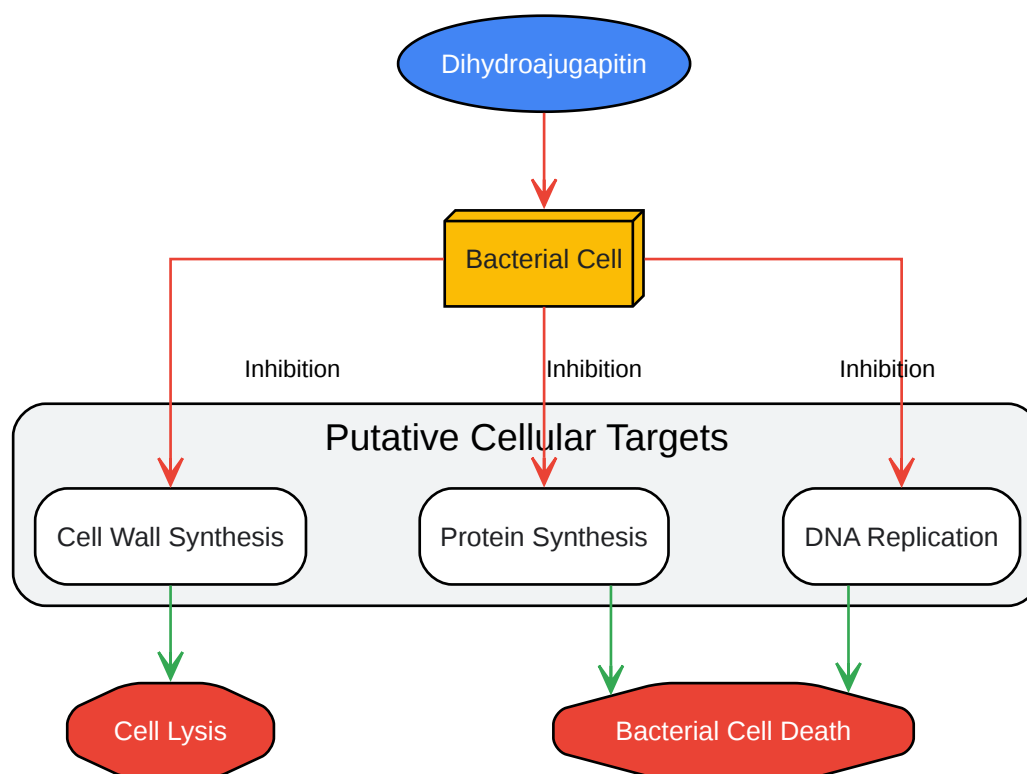 Dihydroajugapitin
Bacterial Cell
Inhibition
Inhibition
Inhibition
Putative Cellular Targets
Cell Wall Synthesis
Protein Synthesis
DNA Replication
Cell Lysis
Bacterial Cell Death